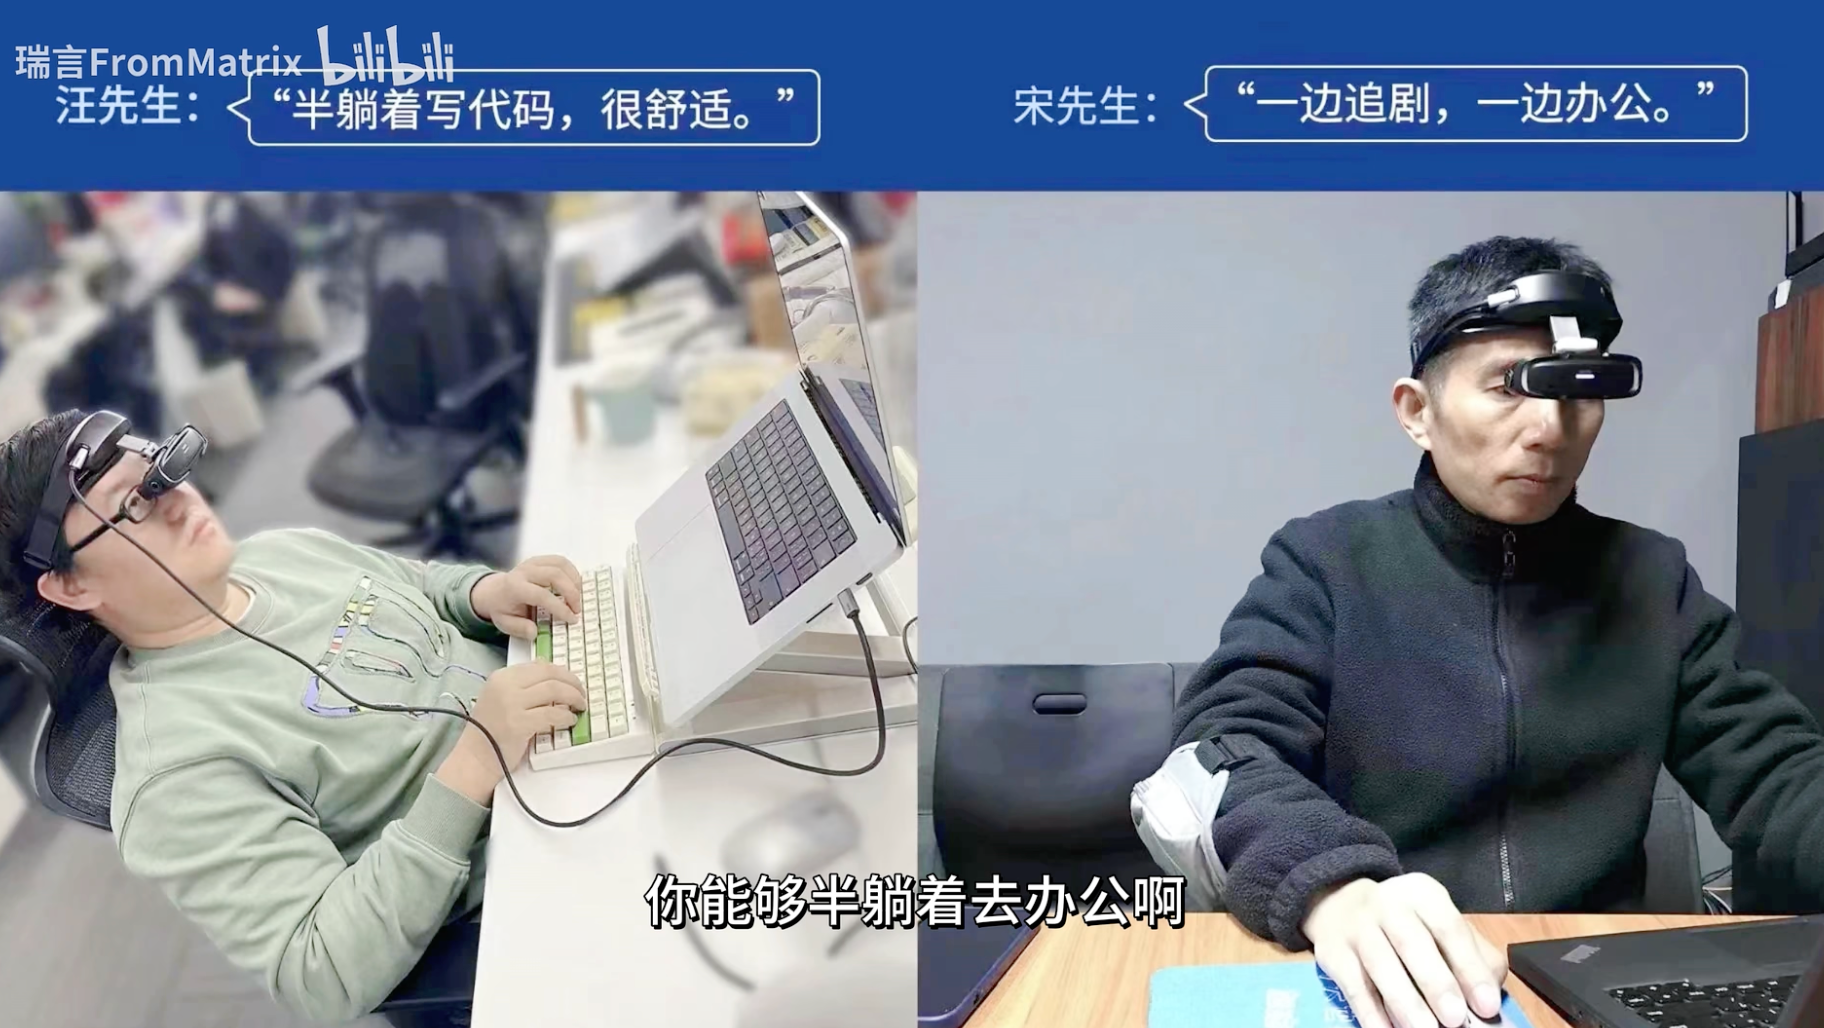 瑞言FromMatrix bilibili
汪先生：“半躺着写代码，很舒适。”
宋先生：“一边追剧，一边办公。”
你能够半躺着去办公啊